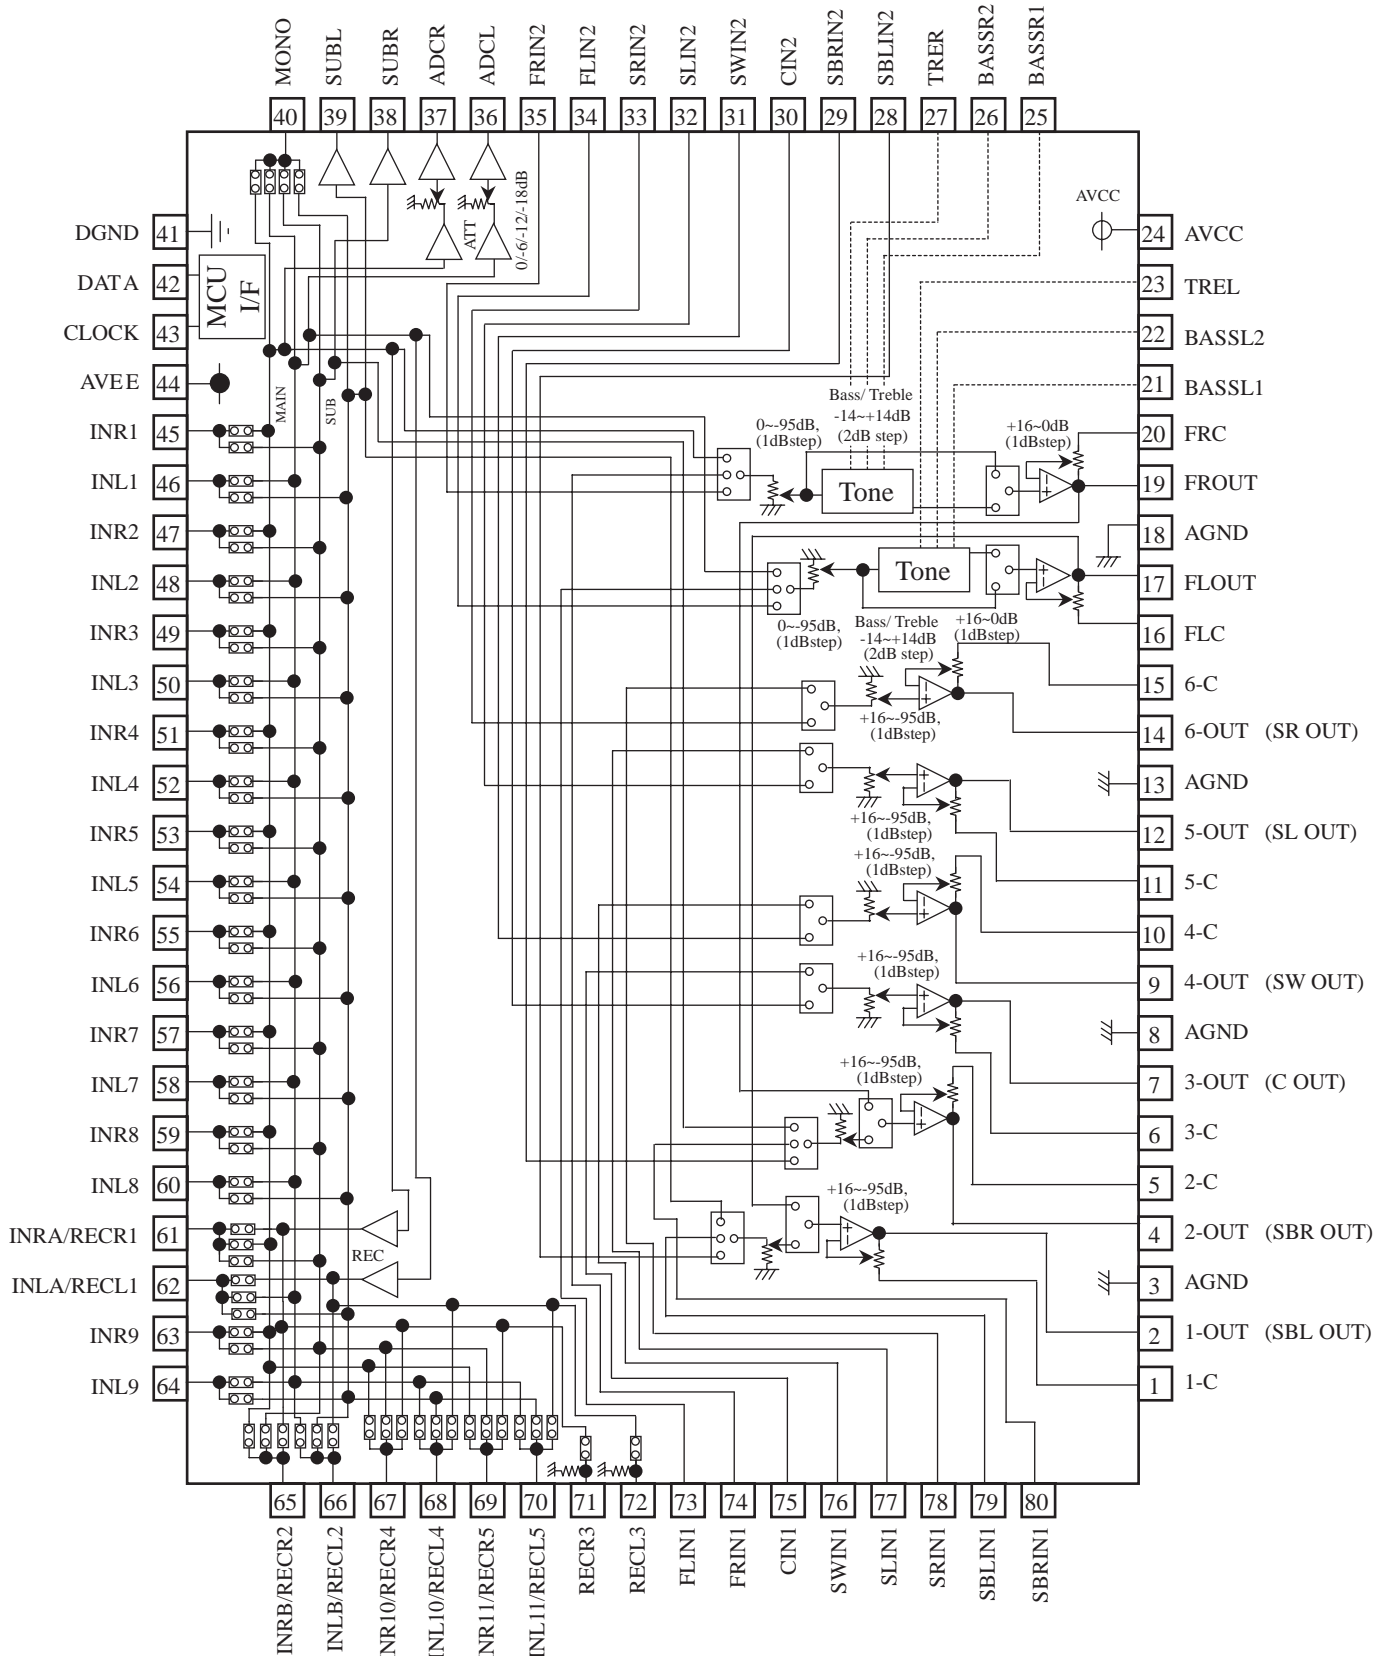 MONO
SUBL
SUBR
ADCR
ADCL
FRIN2
FLIN2
SRIN2
SLIN2
SWIN2
CIN2
SBRIN2
SBLIN2
TRER
BASSR2
BASSR1
40
39
38
37
36
35
34
33
32
31
30
29
28
27
26
25
DGND 41
DATA 42
CLOCK 43
AVEE 44
INR1 45
INL1 46
INR2 47
INL2 48
INR3 49
INL3 50
INR4 51
INL4 52
INR5 53
INL5 54
INR6 55
INL6 56
INR7 57
INL7 58
INR8 59
INL8 60
INRA/RECR1 61
INLA/RECL1 62
INR9 63
INL9 64
MCU
I/F
MAIN
SUB
ATT
0/-6/-12/-18dB
REC
AVCC
Bass/ Treble
-14~+14dB
(2dB step)
0~-95dB,
(1dBstep)
+16~0dB
(1dBstep)
Tone
Tone
0~-95dB,
(1dBstep)
Bass/ Treble
-14~+14dB
(2dB step)
+16~0dB
(1dBstep)
+16~-95dB,
(1dBstep)
+16~-95dB,
(1dBstep)
+16~-95dB,
(1dBstep)
+16~-95dB,
(1dBstep)
+16~-95dB,
(1dBstep)
+16~-95dB,
(1dBstep)
24 AVCC
23 TREL
22 BASSL2
21 BASSL1
20 FRC
19 FROUT
18 AGND
17 FLOUT
16 FLC
15 6-C
14 6-OUT (SR OUT)
13 AGND
12 5-OUT (SL OUT)
11 5-C
10 4-C
9 4-OUT (SW OUT)
8 AGND
7 3-OUT (C OUT)
6 3-C
5 2-C
4 2-OUT (SBR OUT)
3 AGND
2 1-OUT (SBL OUT)
1 1-C
65
66
67
68
69
70
71
72
73
74
75
76
77
78
79
80
INRB/RECR2
INLB/RECL2
INR10/RECR4
INL10/RECL4
INR11/RECR5
INL11/RECL5
RECR3
RECL3
FLIN1
FRIN1
CIN1
SWIN1
SLIN1
SRIN1
SBLIN1
SBRIN1